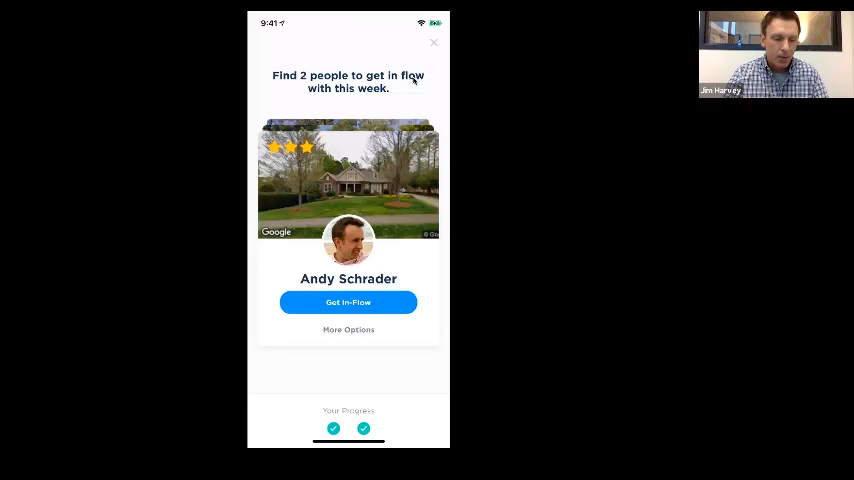 9:41
Jim Harvey
Find 2 people to get in flow
with this week.
Google
© Go
Andy Schrader
Get In-Flow
More Options
Your Progress